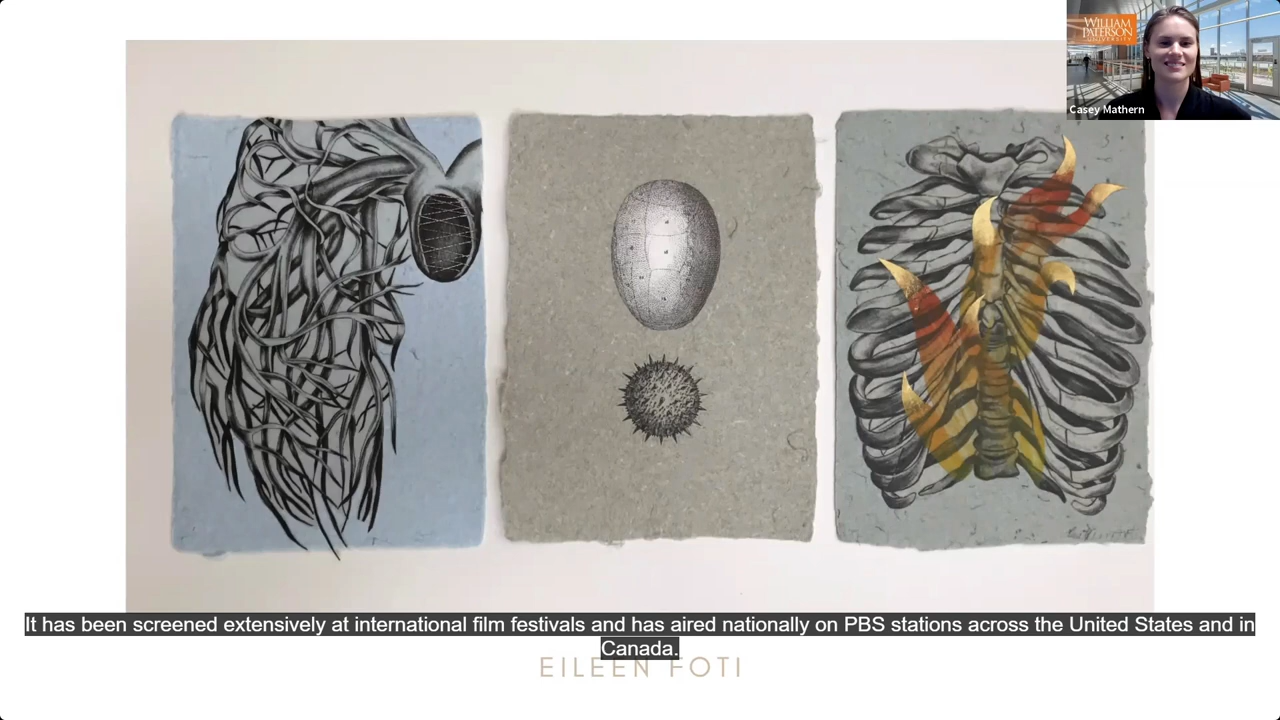 WILLIAM
PATERSON
UNIVERSITY
Casey Mathern
It has been screened extensively at international film festivals and has aired nationally on PBS stations across the United States and in
Canada.
EILEEN FOTI